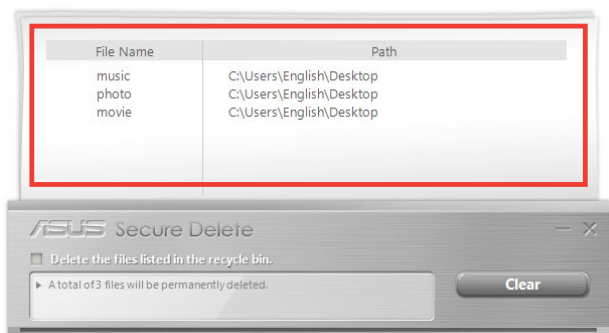 File Name Path
music C:\Users\English\Desktop
photo C:\Users\English\Desktop
movie C:\Users\English\Desktop
ASUS Secure Delete
Delete the files listed in the recycle bin.
A total of 3 files will be permanently deleted.
Clear